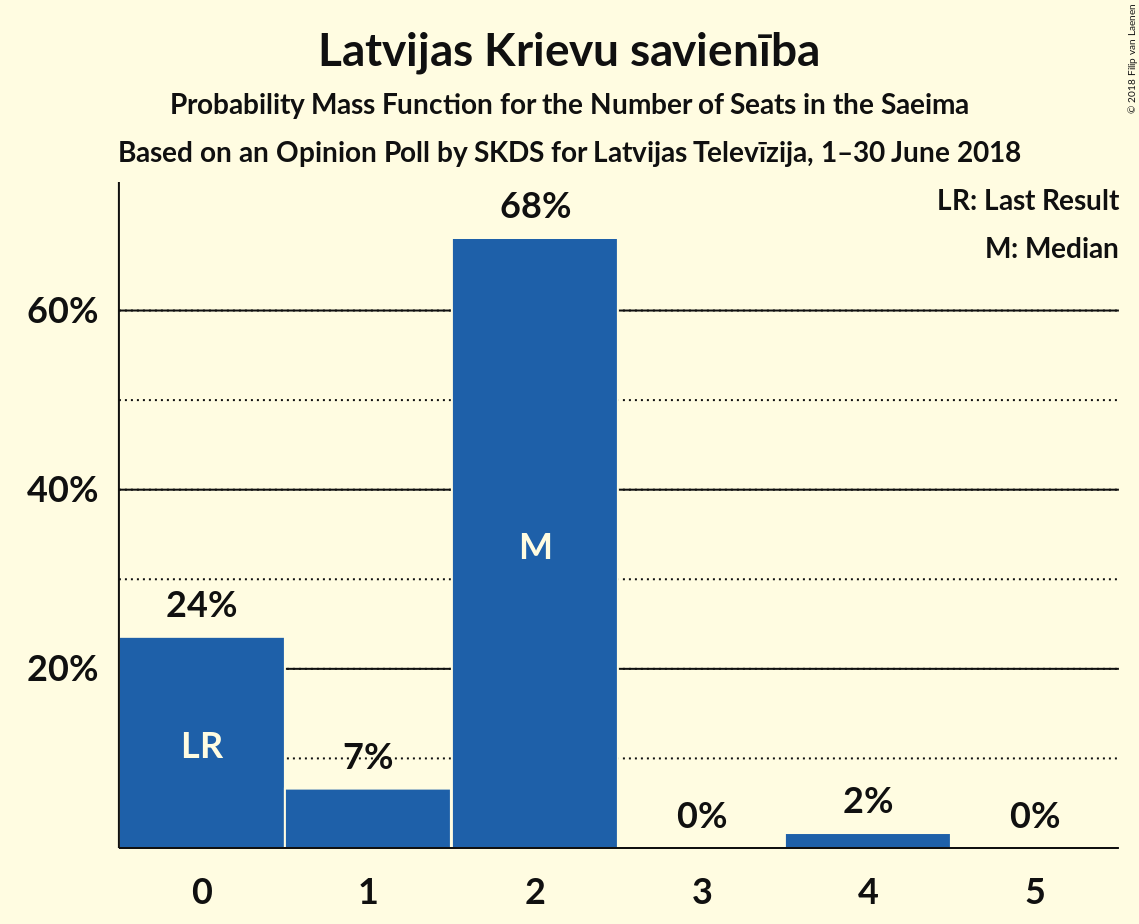 Latvijas Krievu savienība
Probability Mass Function for the Number of Seats in the Saeima
Based on an Opinion Poll by SKDS for Latvijas Televīzija, 1–30 June 2018
© 2018 Filip van Laenen
LR: Last Result
M: Median
68%
60%
40%
M
24%
20%
LR
7%
0%
2%
0%
0 1 2 3 4 5